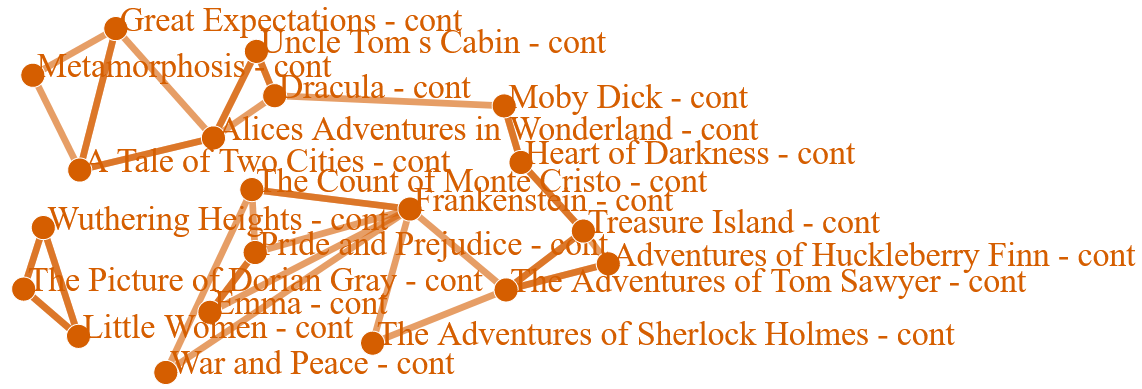 Great Expectations - cont
Uncle Tom s Cabin - cont
Metamorphosis - cont
Dracula - cont
Moby Dick - cont
Alices Adventures in Wonderland - cont
Heart of Darkness - cont
A Tale of Two Cities - cont
The Count of Monte Cristo - cont
Frankenstein - cont
Wuthering Heights - cont
Treasure Island - cont
Pride and Prejudice - cont
Adventures of Huckleberry Finn - cont
The Picture of Dorian Gray - cont
The Adventures of Tom Sawyer - cont
Emma - cont
Little Women - cont
The Adventures of Sherlock Holmes - cont
War and Peace - cont